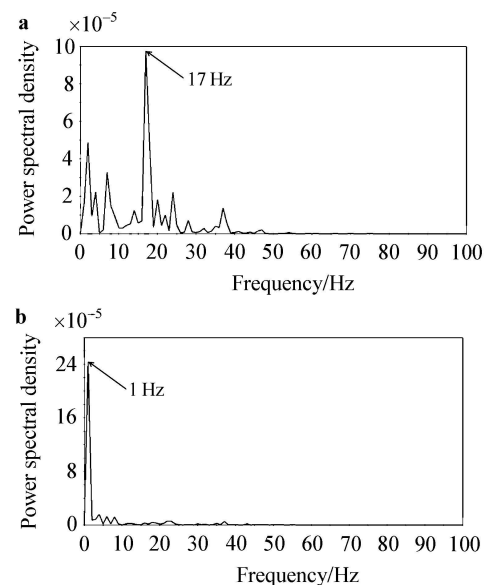 a
×10⁻⁵
10
8
6
4
2
0
Power spectral density
17 Hz
0 10 20 30 40 50 60 70 80 90 100
Frequency/Hz
b
×10⁻⁵
24
16
8
0
Power spectral density
1 Hz
0 10 20 30 40 50 60 70 80 90 100
Frequency/Hz